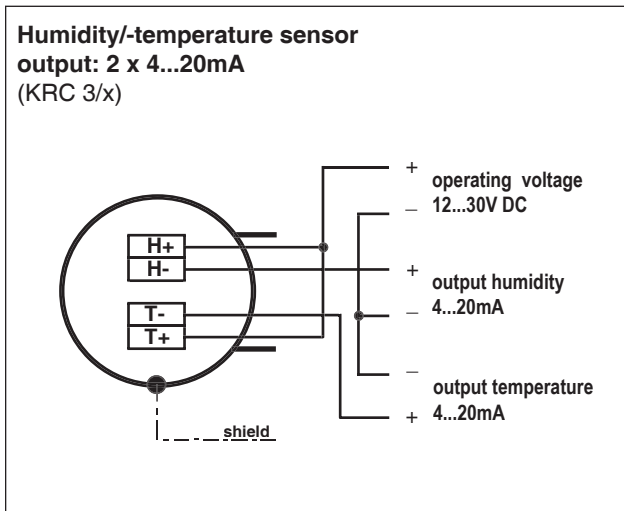 Humidity/-temperature sensor
output: 2 x 4...20mA
(KRC 3/x)
+
operating voltage
– 12...30V DC
H+
H-
+
output humidity
– 4...20mA
T-
T+
–
output temperature
+ 4...20mA
shield